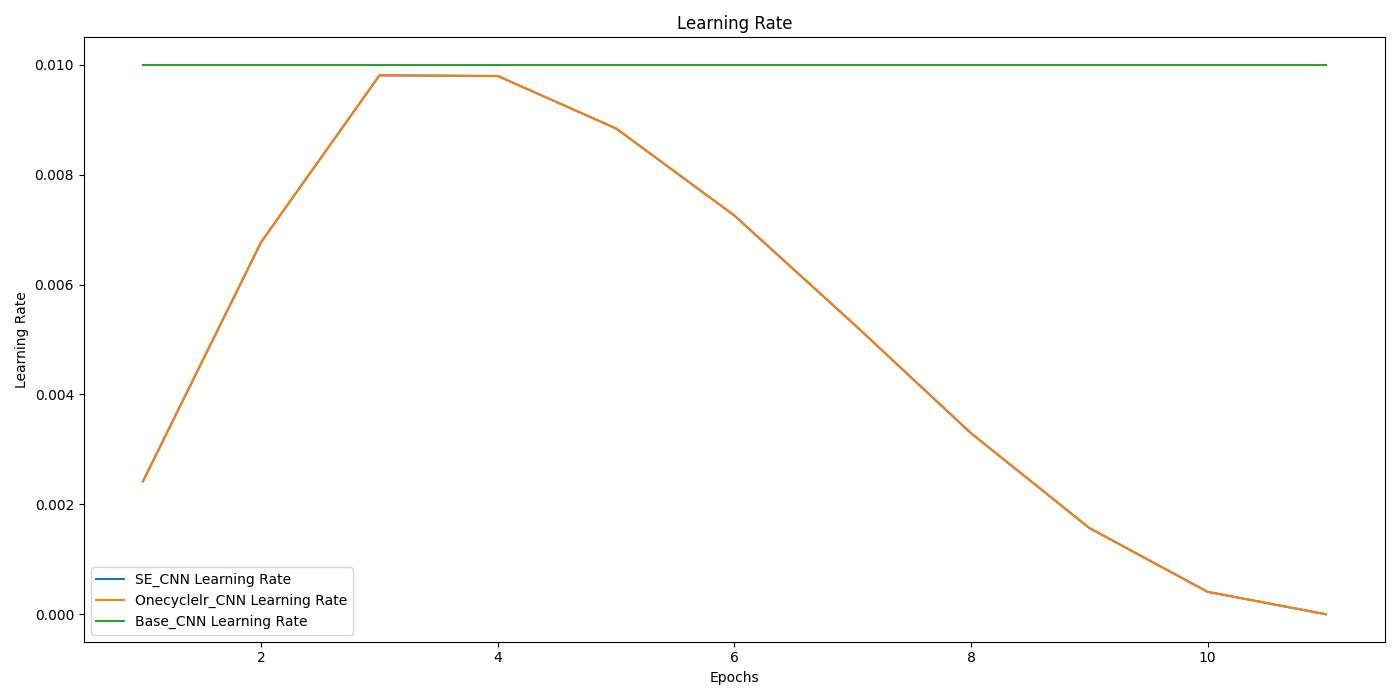 Learning Rate
0.010
0.008
0.006
0.004
0.002
0.000
Learning Rate
SE_CNN Learning Rate
Onecyclelr_CNN Learning Rate
Base_CNN Learning Rate
2 4 6 8 10
Epochs